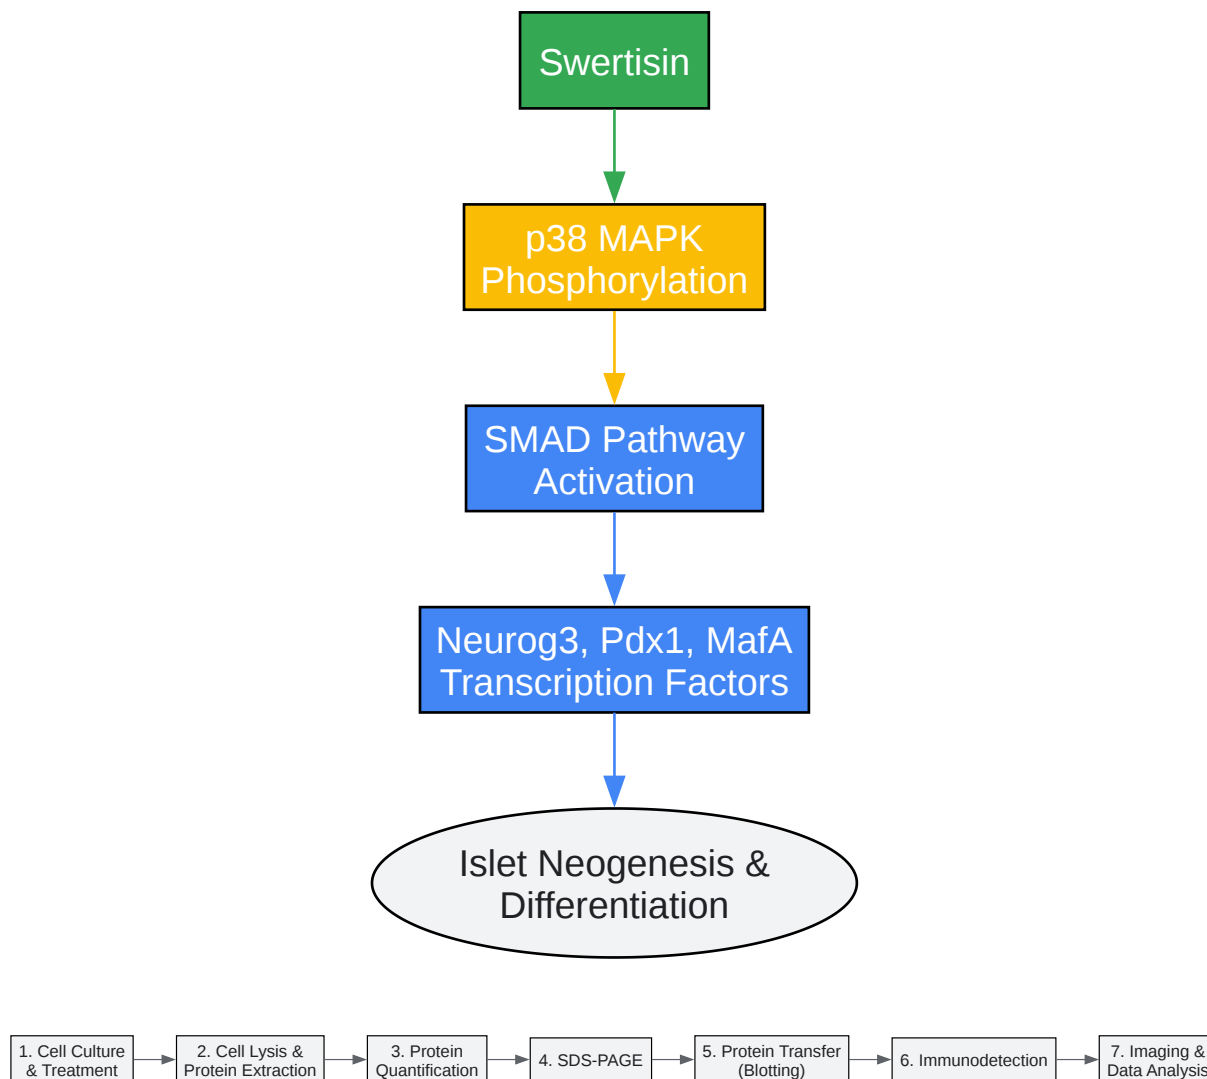 Swertisin
p38 MAPK
Phosphorylation
SMAD Pathway
Activation
Neurog3, Pdx1, MafA
Transcription Factors
Islet Neogenesis &
Differentiation
1. Cell Culture
& Treatment
2. Cell Lysis &
Protein Extraction
3. Protein
Quantification
4. SDS-PAGE
5. Protein Transfer
(Blotting)
6. Immunodetection
7. Imaging &
Data Analysis